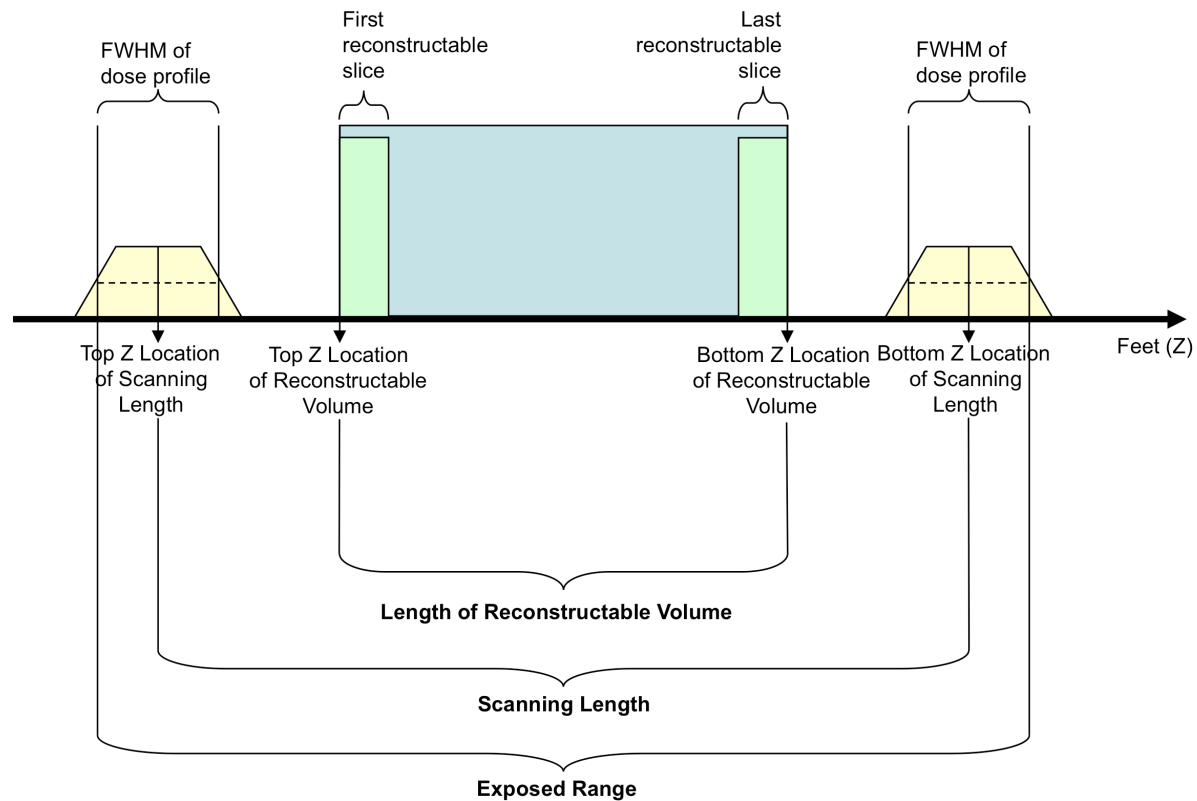 FWHM of
dose profile
First
reconstructable
slice
Last
reconstructable
slice
FWHM of
dose profile
Top Z Location
of Scanning
Length
Top Z Location
of Reconstructable
Volume
Bottom Z Location
of Reconstructable
Volume
Bottom Z Location
of Scanning
Length
Feet (Z)
Length of Reconstructable Volume
Scanning Length
Exposed Range